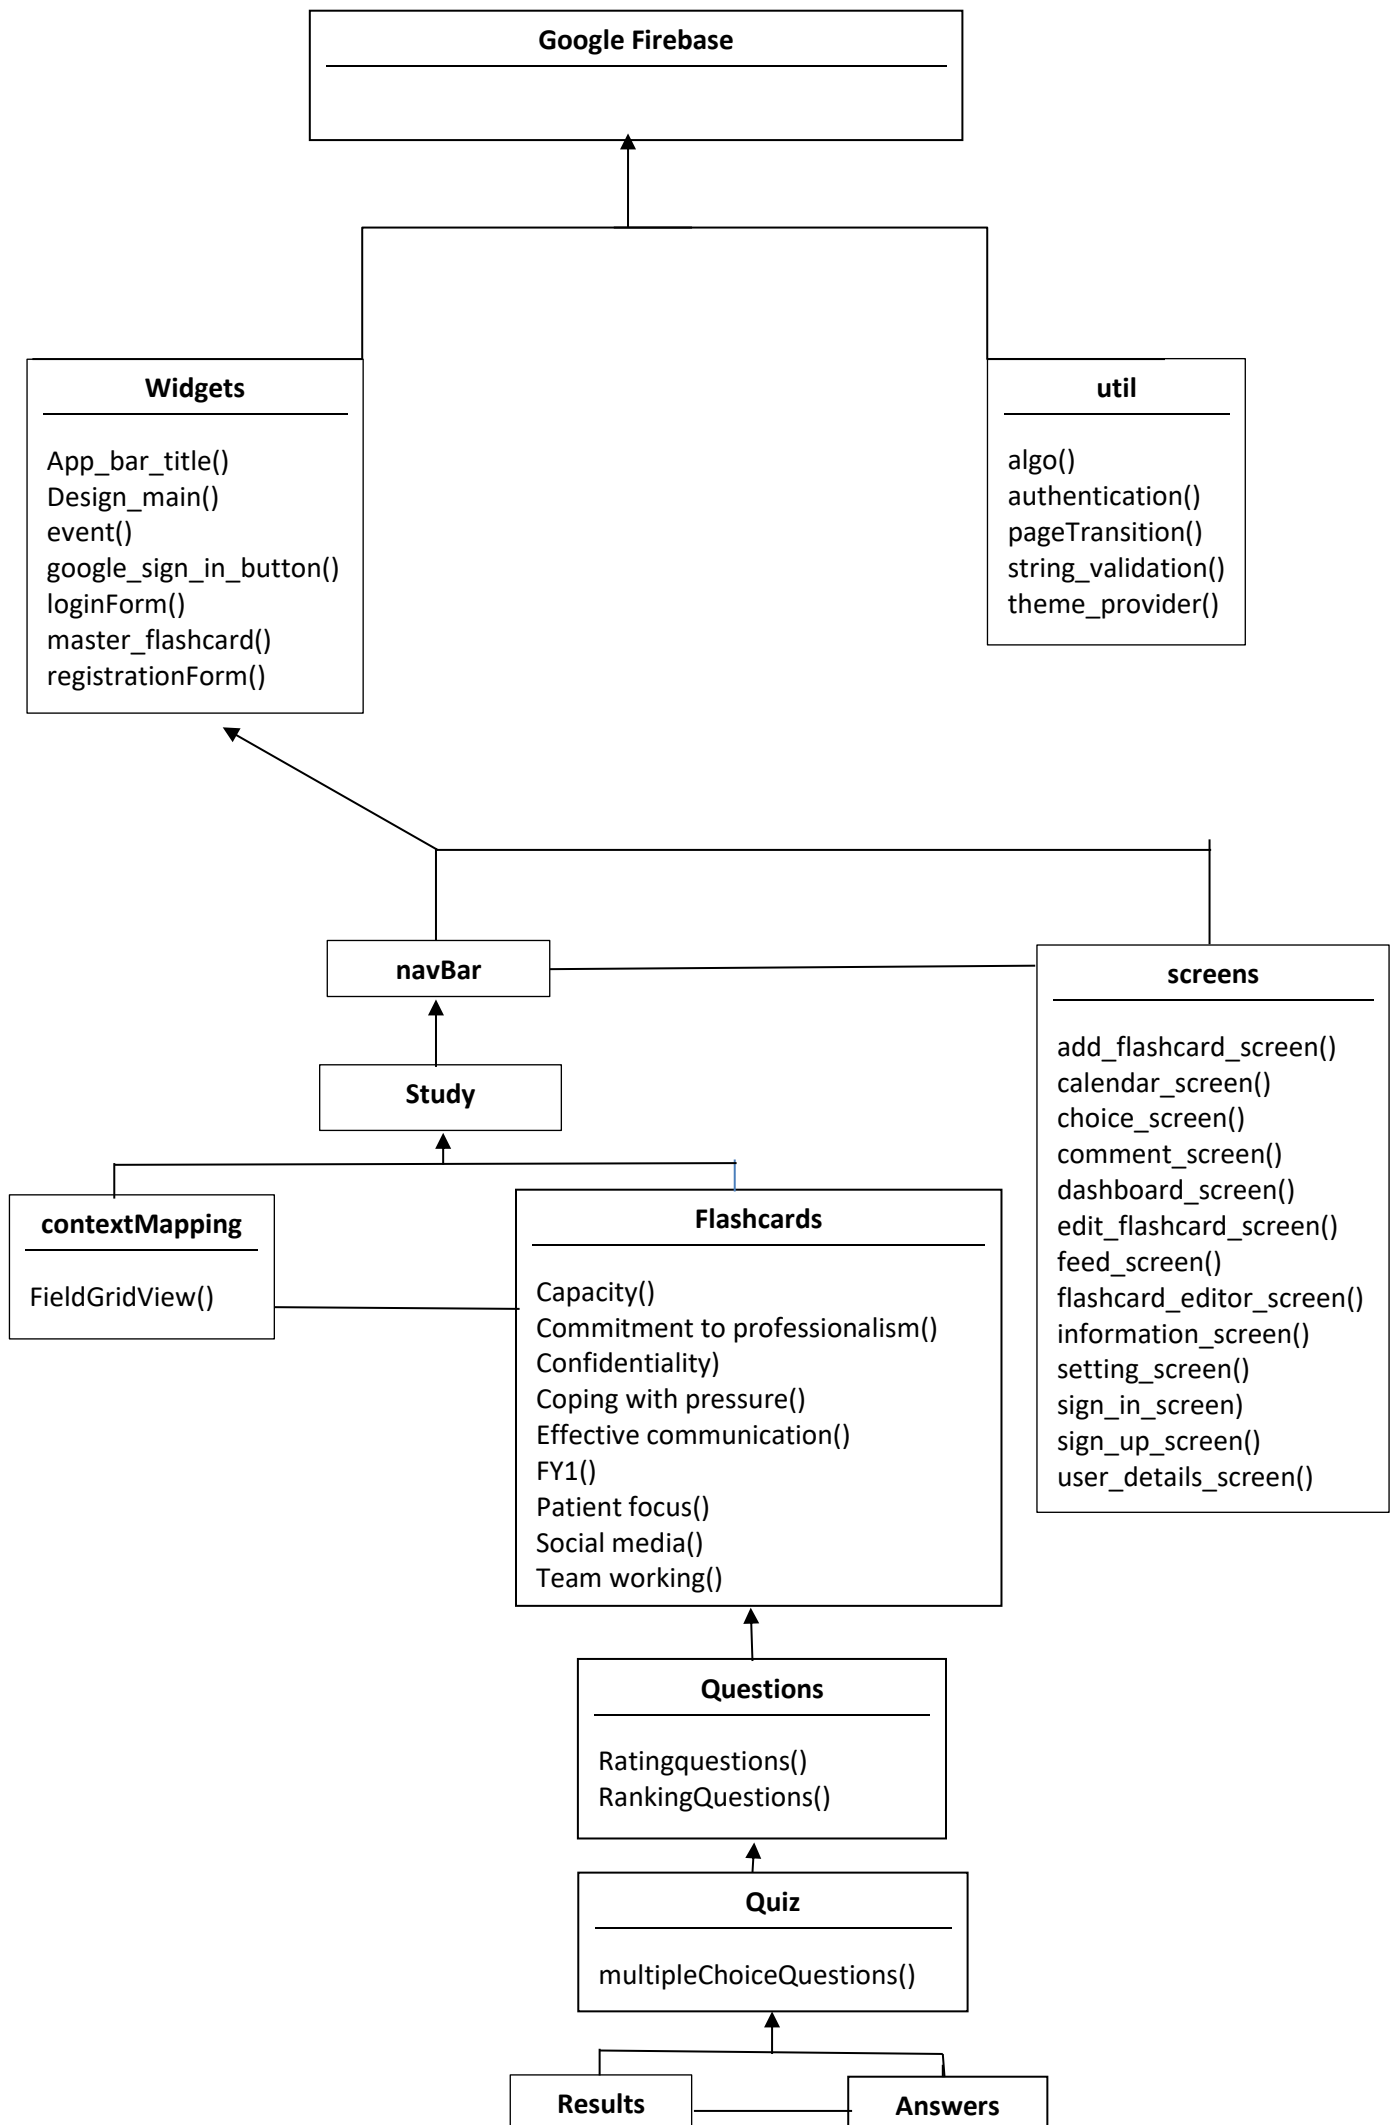 Google Firebase
Widgets
App_bar_title()
Design_main()
event()
google_sign_in_button()
loginForm()
master_flashcard()
registrationForm()
util
algo()
authentication()
pageTransition()
string_validation()
theme_provider()
navBar
screens
add_flashcard_screen()
calendar_screen()
choice_screen()
comment_screen()
dashboard_screen()
edit_flashcard_screen()
feed_screen()
flashcard_editor_screen()
information_screen()
setting_screen()
sign_in_screen)
sign_up_screen()
user_details_screen()
Study
contextMapping
FieldGridView()
Flashcards
Capacity()
Commitment to professionalism()
Confidentiality)
Coping with pressure()
Effective communication()
FY1()
Patient focus()
Social media()
Team working()
Questions
Ratingquestions()
RankingQuestions()
Quiz
multipleChoiceQuestions()
Results
Answers